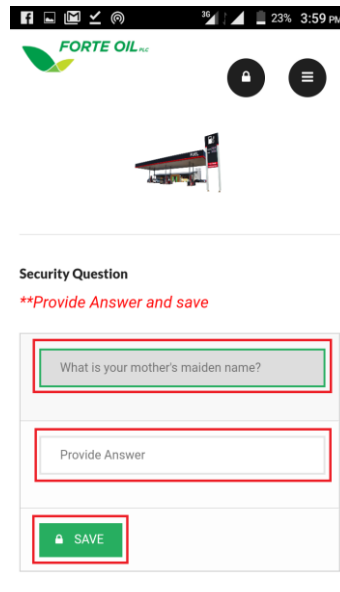 36 23% 3:59 PM
FORTE OIL PLC
Security Question
**Provide Answer and save
What is your mother's maiden name?
Provide Answer
SAVE